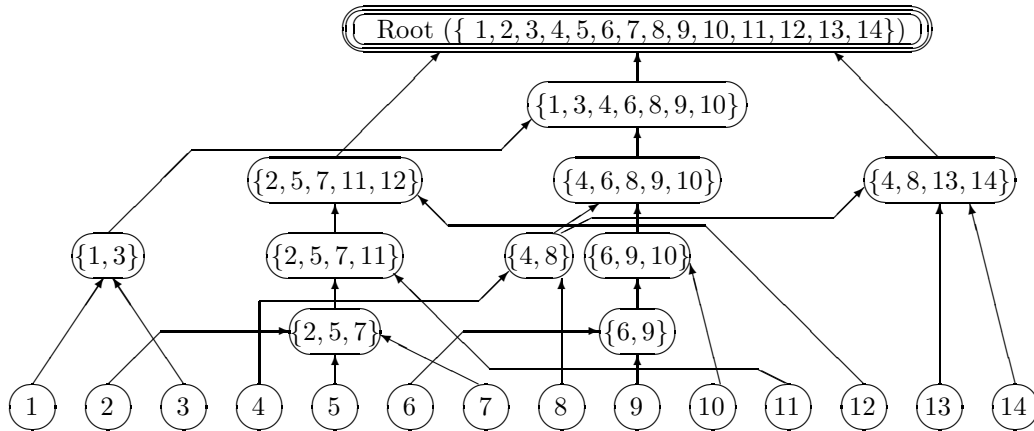 Root ({ 1,2,3,4,5,6,7,8,9,10,11,12,13,14})
{1,3,4,6,8,9,10}
{2,5,7,11,12} {4,6,8,9,10} {4,8,13,14}
{1,3} {2,5,7,11} {4,8} {6,9,10}
{2,5,7} {6,9}
1 2 3 4 5 6 7 8 9 10 11 12 13 14